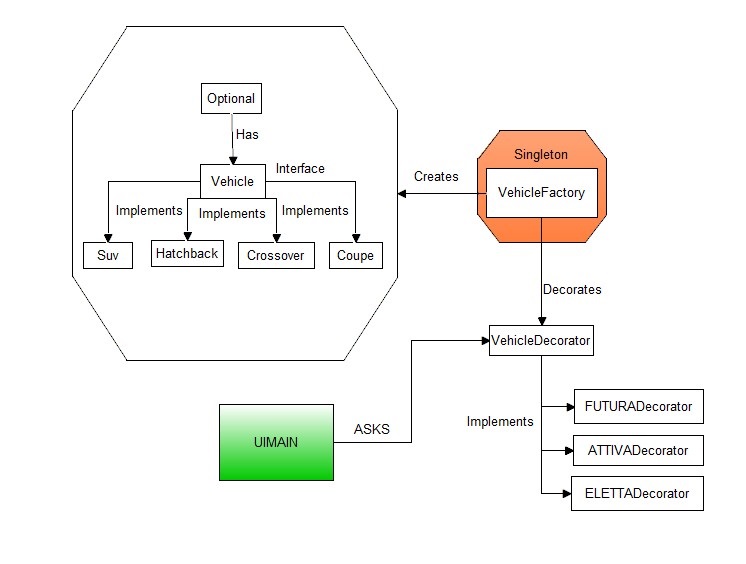 Optional
Has
Interface
Vehicle
Implements
Implements
Implements
Suv
Hatchback
Crossover
Coupe
Creates
Singleton
VehicleFactory
Decorates
VehicleDecorator
UIMAIN
ASKS
Implements
FUTURADecorator
ATTIVADecorator
ELETTADecorator